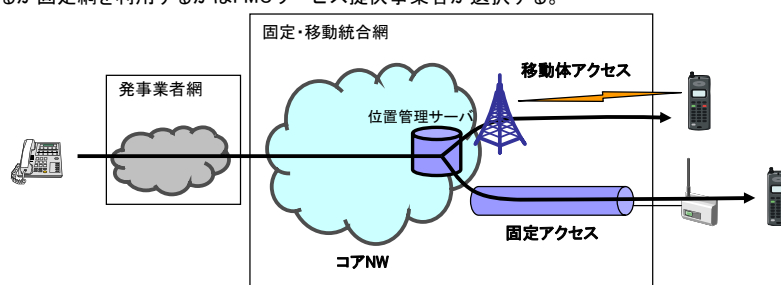 るか固定網を利用するかはFMCサービス提供事業者が選択する。
固定・移動統合網
移動体アクセス
発事業者網
位置管理サーバ
固定アクセス
コアNW